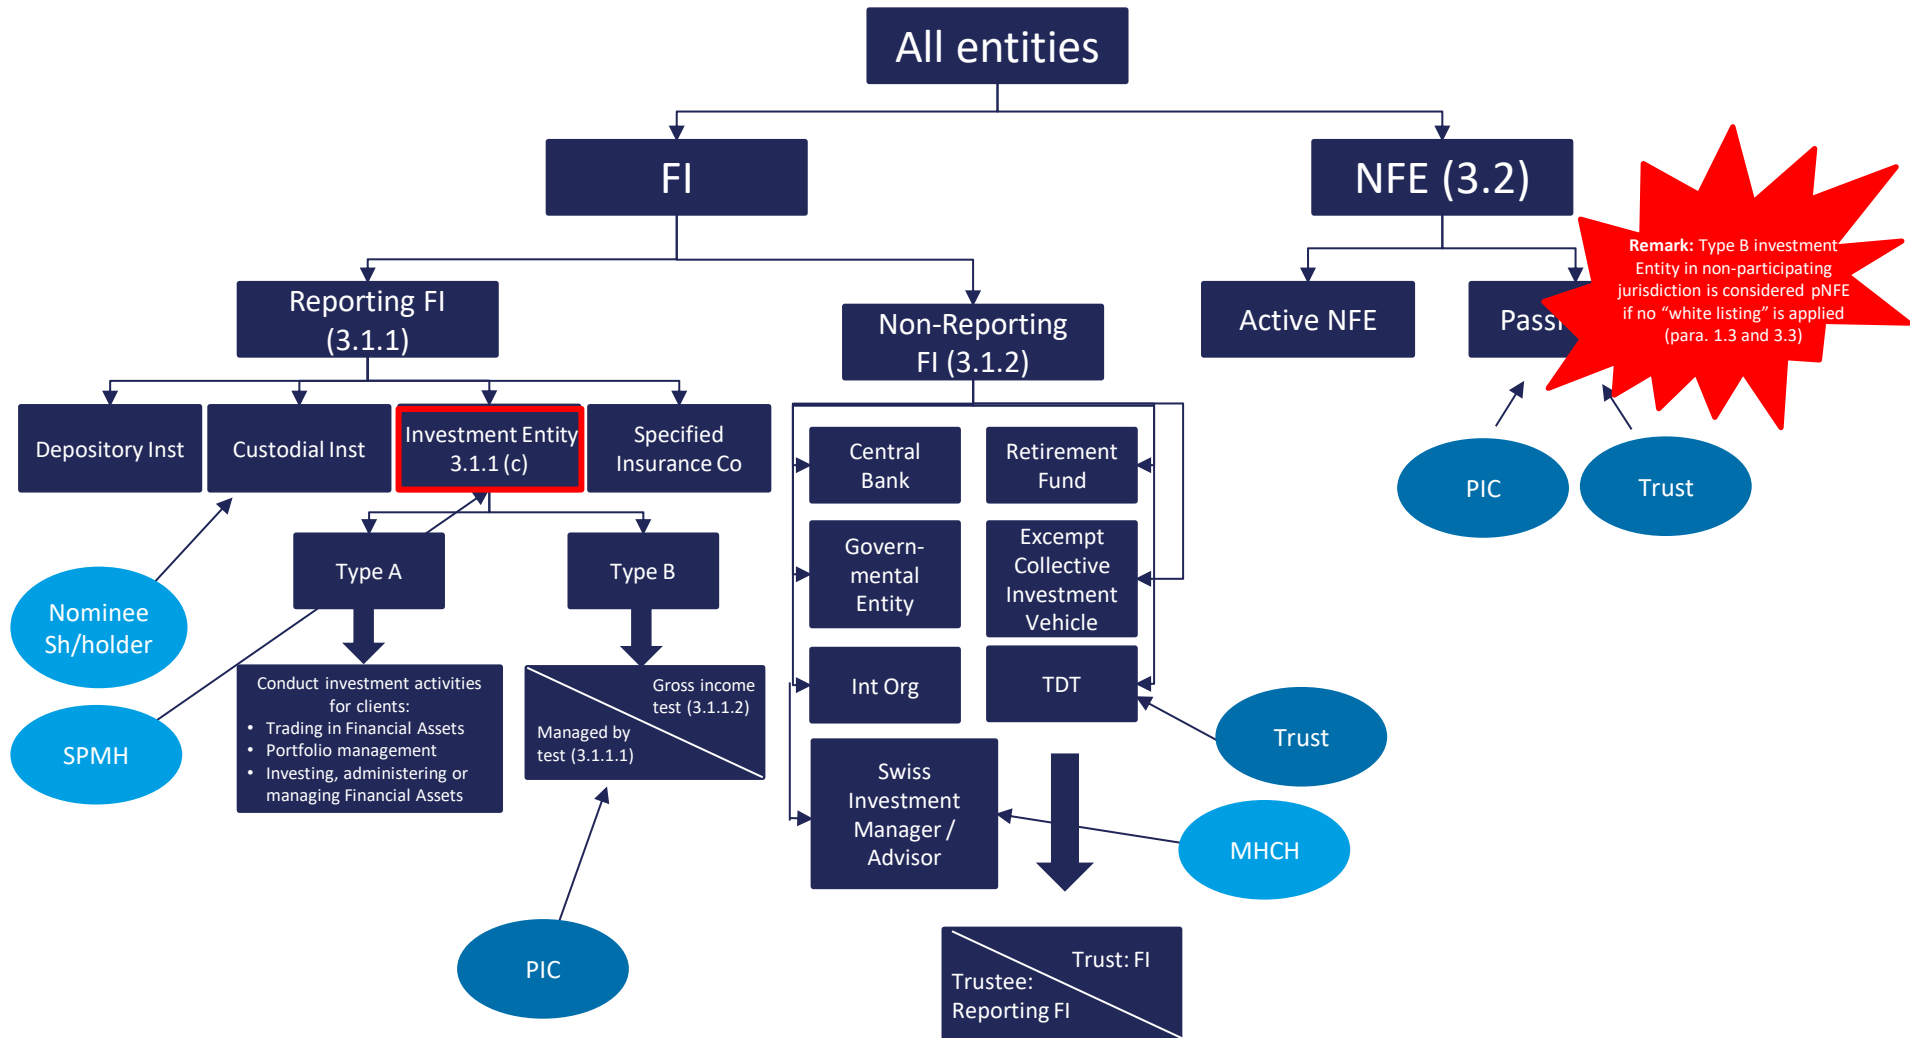 All entities
FI
NFE (3.2)
Remark: Type B investment
Entity in non-participating
jurisdiction is considered pNFE
if no “white listing” is applied
(para. 1.3 and 3.3)
Reporting FI
(3.1.1)
Non-Reporting
FI (3.1.2)
Active NFE
Depository Inst
Custodial Inst
Investment Entity
3.1.1 (c)
Specified
Insurance Co
Central
Bank
Retirement
Fund
PIC
Trust
Type A
Type B
Govern-
mental
Entity
Excempt
Collective
Investment
Vehicle
Nominee
Sh/holder
Conduct investment activities
for clients:
• Trading in Financial Assets
• Portfolio management
• Investing, administering or
managing Financial Assets
Gross income
test (3.1.1.2)
Managed by
test (3.1.1.1)
Int Org
TDT
SPMH
Trust
Swiss
Investment
Manager /
Advisor
MHCH
PIC
Trust: FI
Trustee:
Reporting FI